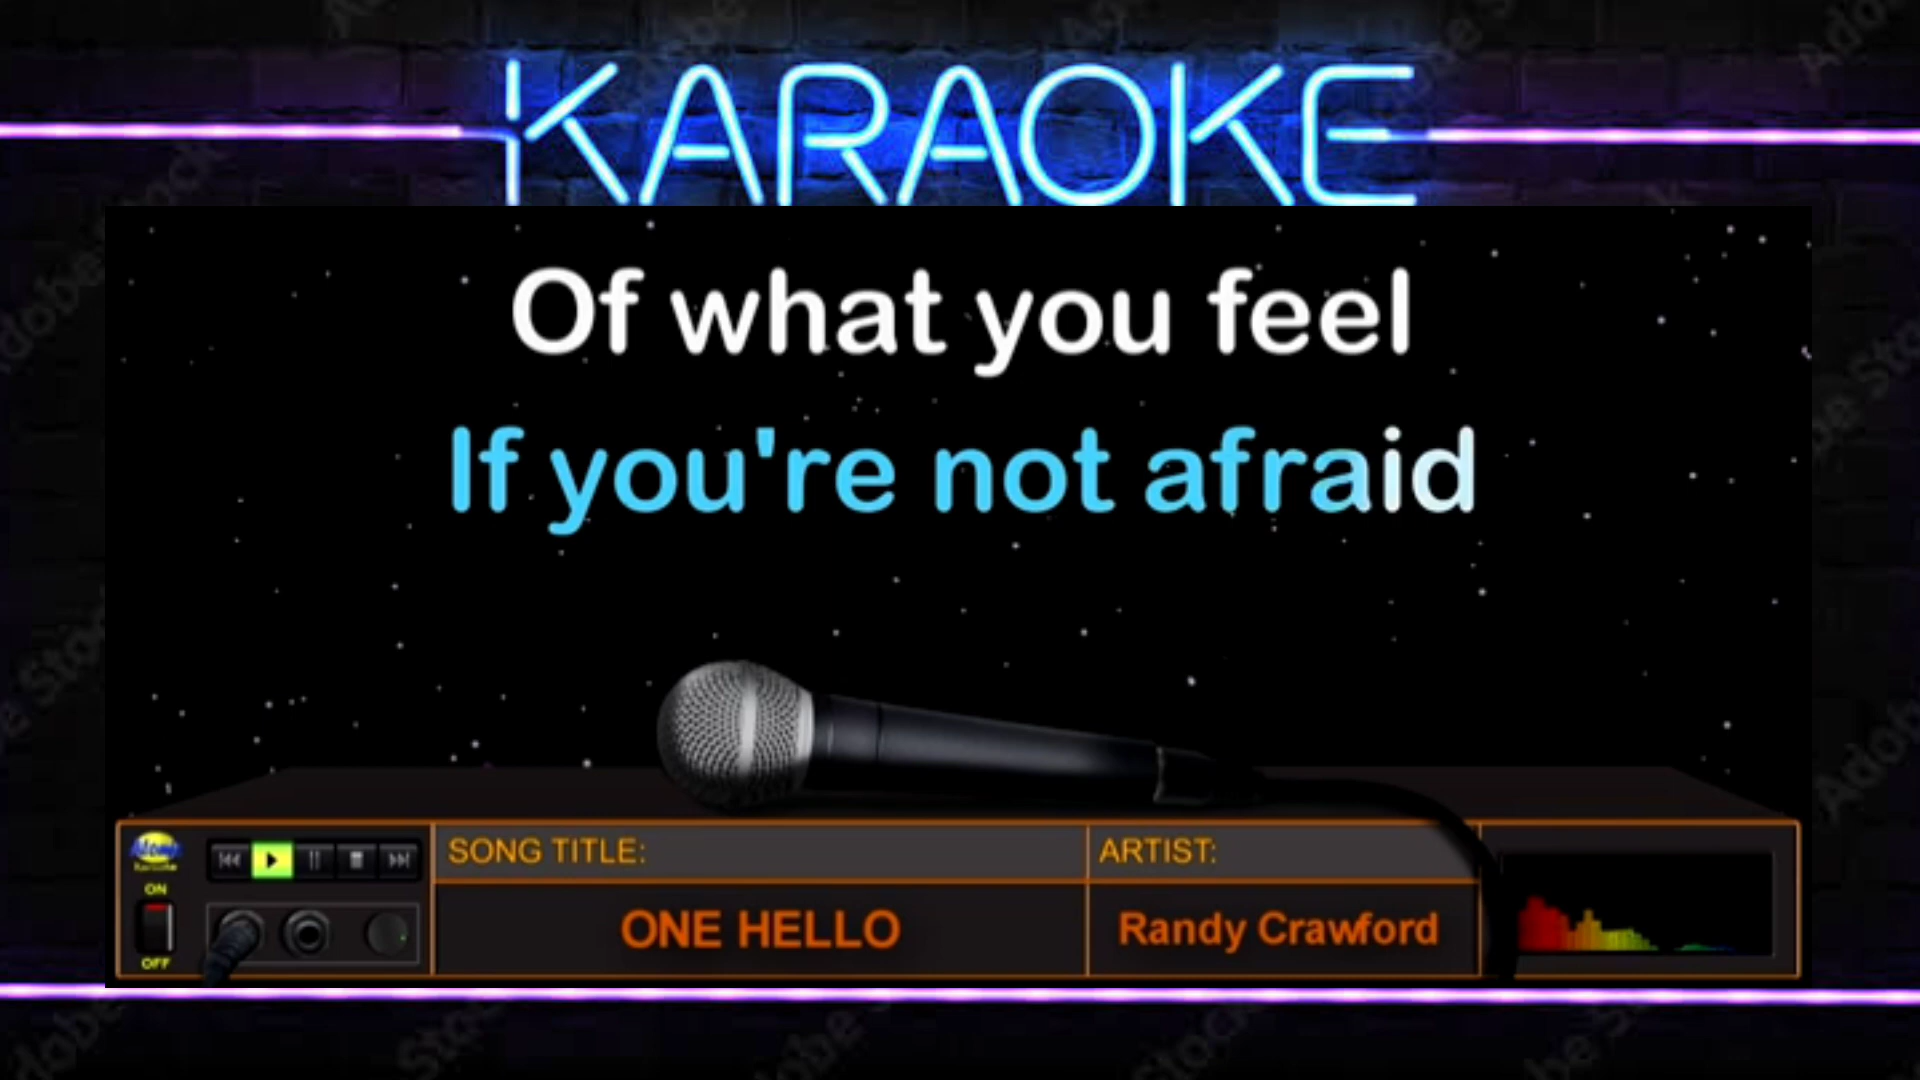 KARAOKE
Of what you feel
If you're not afraid
SONG TITLE:
ARTIST:
ON
OFF
ONE HELLO
Randy Crawford